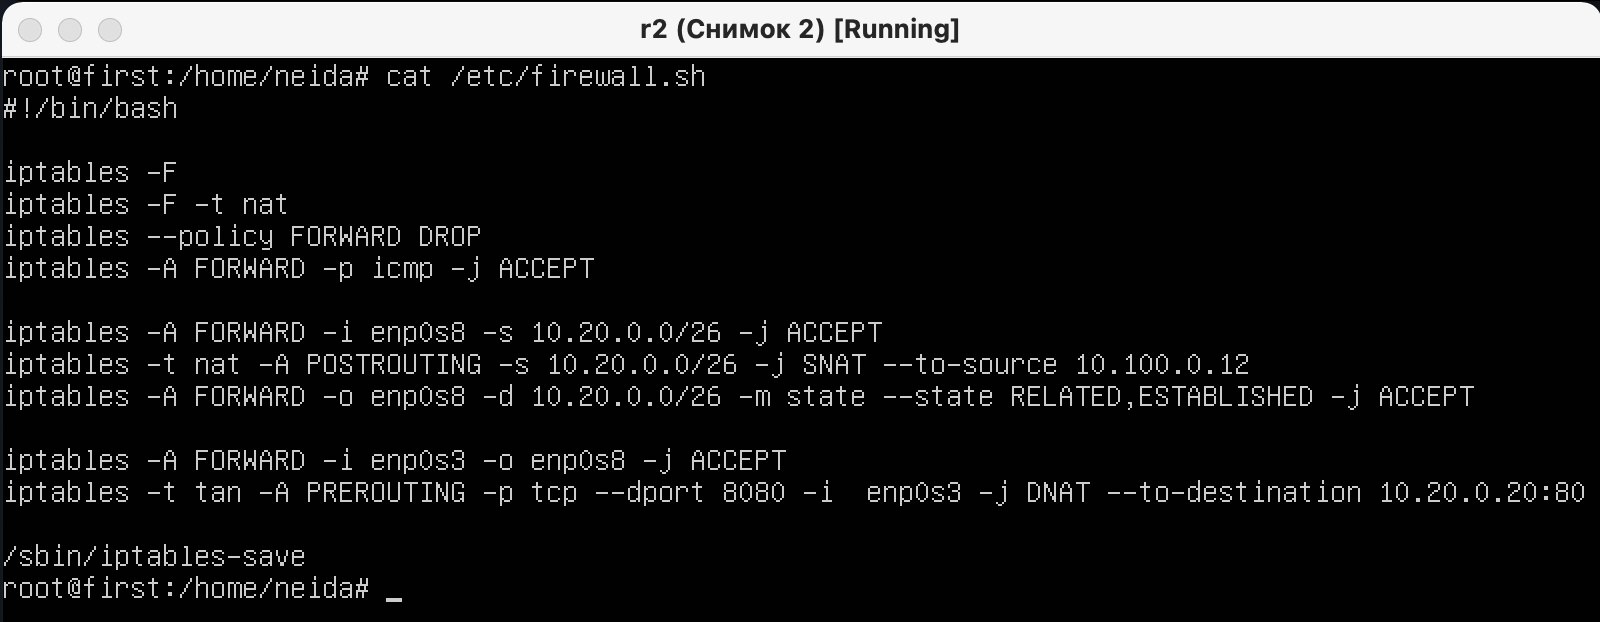 r2 (Снимок 2) [Running]
root@first:/home/neida# cat /etc/firewall.sh
#!/bin/bash
iptables -F
iptables -F -t nat
iptables --policy FORWARD DROP
iptables -A FORWARD -p icmp -j ACCEPT
iptables -A FORWARD -i enp0s8 -s 10.20.0.0/26 -j ACCEPT
iptables -t nat -A POSTROUTING -s 10.20.0.0/26 -j SNAT --to-source 10.100.0.12
iptables -A FORWARD -o enp0s8 -d 10.20.0.0/26 -m state --state RELATED,ESTABLISHED -j ACCEPT
iptables -A FORWARD -i enp0s3 -o enp0s8 -j ACCEPT
iptables -t tan -A PREROUTING -p tcp --dport 8080 -i  enp0s3 -j DNAT --to-destination 10.20.0.20:80
/sbin/iptables-save
root@first:/home/neida# _